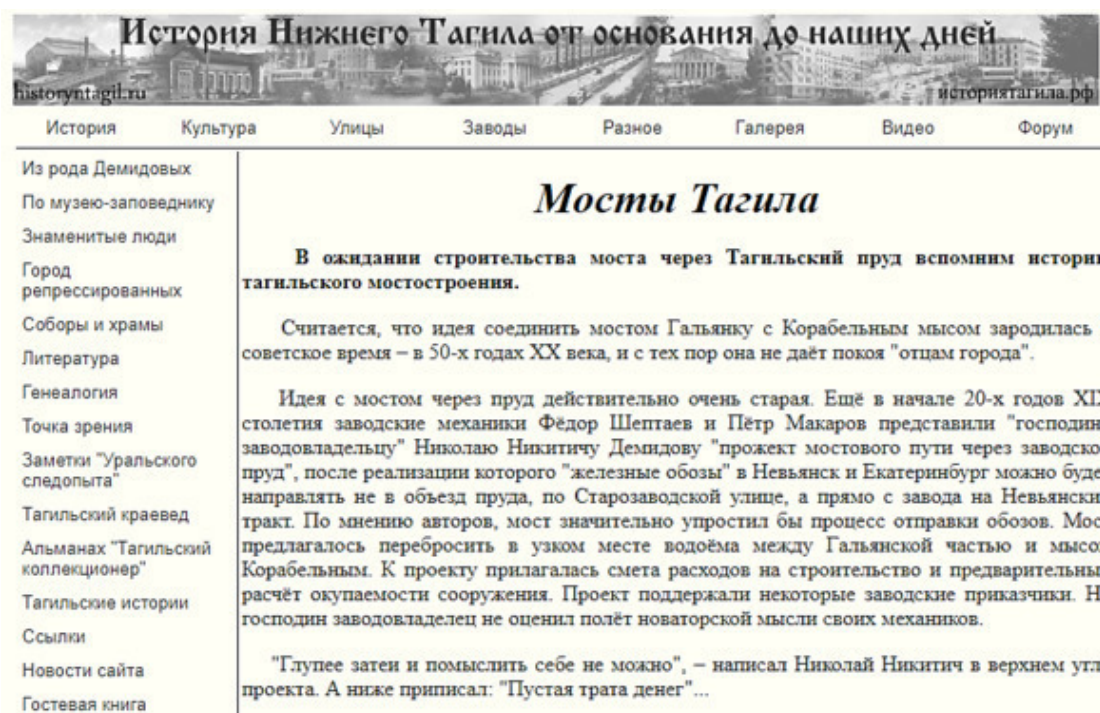 История Нижнего Тагила от основания до наших дней
historyntagil.ru
историятагила.рф
История Культура Улицы Заводы Разное Галерея Видео Форум
Из рода Демидовых
По музею-заповеднику
Знаменитые люди
Город
репрессированных
Соборы и храмы
Литература
Генеалогия
Точка зрения
Заметки "Уральского
следопыта"
Тагильский краевед
Альманах "Тагильский
коллекционер"
Тагильские истории
Ссылки
Новости сайта
Гостевая книга
Мосты Тагила
В ожидании строительства моста через Тагильский пруд вспомним истори
тагильского мостостроения.
Считается, что идея соединить мостом Гальянку с Корабельным мысом зародилась
советское время – в 50-х годах XX века, и с тех пор она не даёт покоя "отцам города".
Идея с мостом через пруд действительно очень старая. Ещё в начале 20-х годов XIX
столетия заводские механики Фёдор Шептаев и Пётр Макаров представили "господин
заводовладельцу" Николаю Никитичу Демидову "прожект мостового пути через заводско
пруд", после реализации которого "железные обозы" в Невьянск и Екатеринбург можно буде
направлять не в объезд пруда, по Старозаводской улице, а прямо с завода на Невьянски
тракт. По мнению авторов, мост значительно упростил бы процесс отправки обозов. Мос
предлагалось перебросить в узком месте водоёма между Гальянской частью и мысо
Корабельным. К проекту прилагалась смета расходов на строительство и предварительны
расчёт окупаемости сооружения. Проект поддержали некоторые заводские приказчики. Н
господин заводовладелец не оценил полёт новаторской мысли своих механиков.
"Глупее затеи и помыслить себе не можно", – написал Николай Никитич в верхнем угл
проекта. А ниже приписал: "Пустая трата денег"...